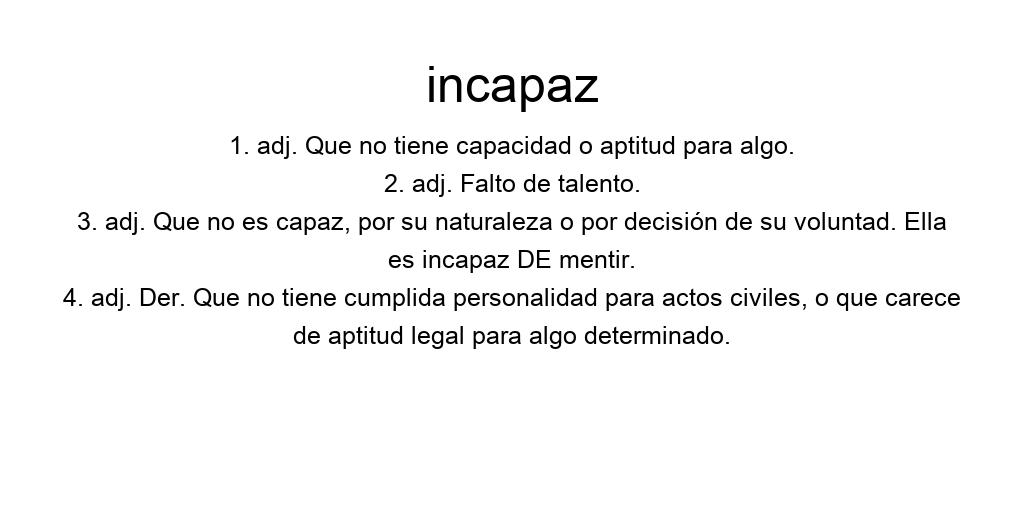 incapaz
1. adj. Que no tiene capacidad o aptitud para algo.
2. adj. Falto de talento.
3. adj. Que no es capaz, por su naturaleza o por decisión de su voluntad. Ella
es incapaz DE mentir.
4. adj. Der. Que no tiene cumplida personalidad para actos civiles, o que carece
de aptitud legal para algo determinado.